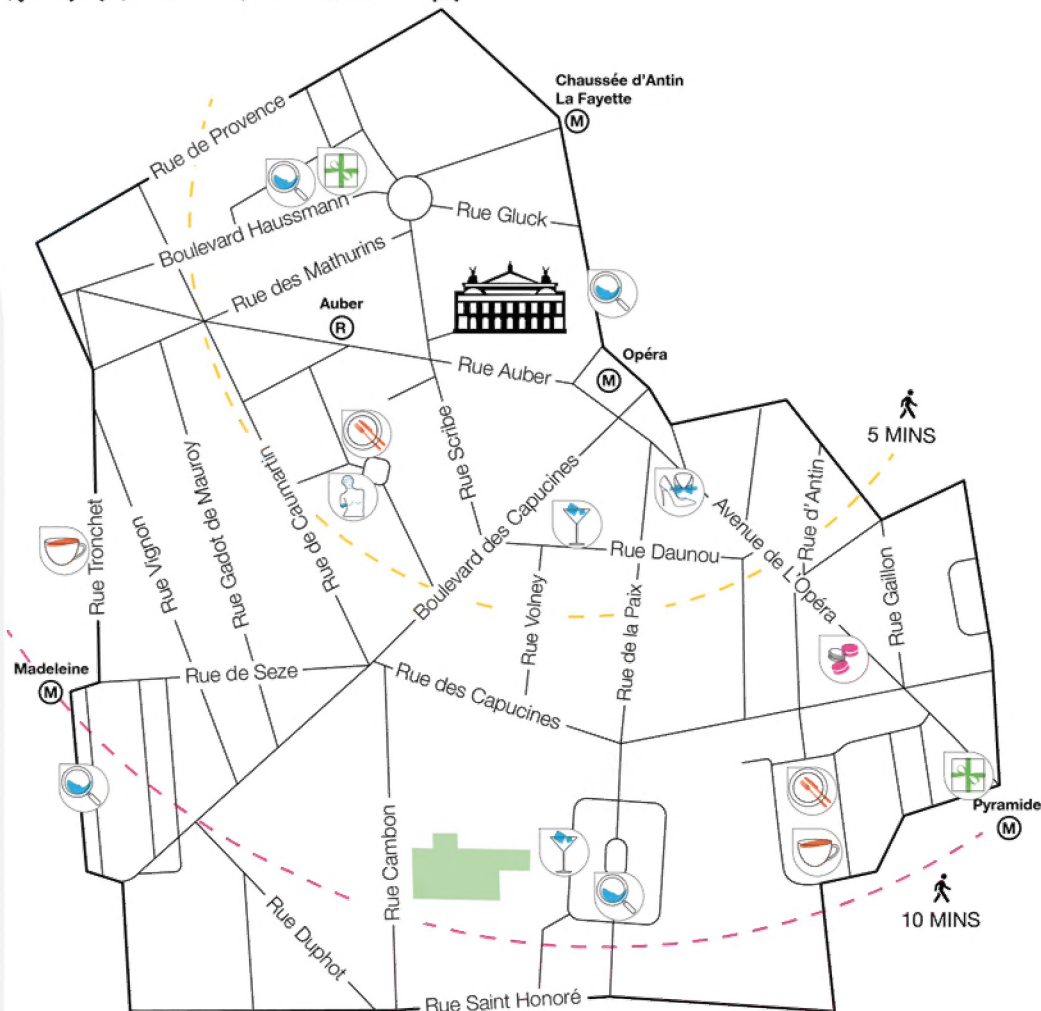 Chaussée d'Antin
La Fayette
M
Rue de Provence
Boulevard Haussmann
Rue Gluck
Rue des Mathurins
Auber
R
Opéra
M
Rue Auber
5 MINS
Rue Scribe
Rue Tronchet
Rue Vignon
Rue Gadot de Mauroy
Rue de Caumartin
Boulevard des Capucines
Rue Daunou
Avenue de L'Opéra
Rue d'Antin
Rue Gaillon
Rue Volney
Rue de la Paix
Madeleine
M
Rue de Seze
Rue des Capucines
Pyramide
M
Rue Cambon
10 MINS
Rue Duphot
Rue Saint Honoré